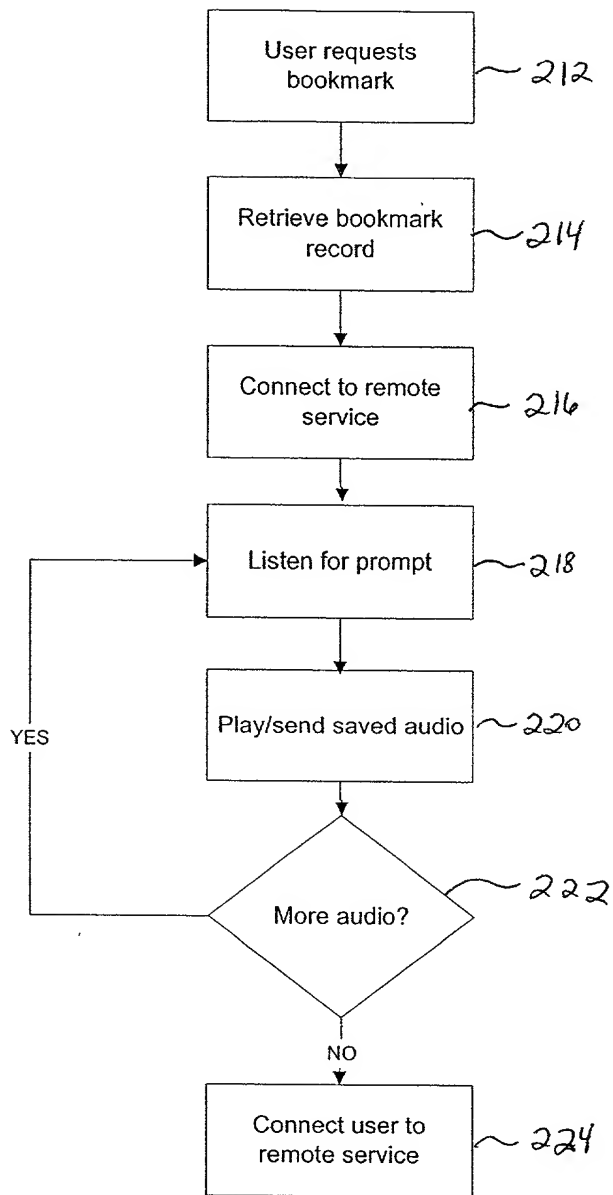 User requests
bookmark
212
Retrieve bookmark
record
214
Connect to remote
service
216
Listen for prompt
218
YES
Play/send saved audio
220
More audio?
222
NO
Connect user to
remote service
224